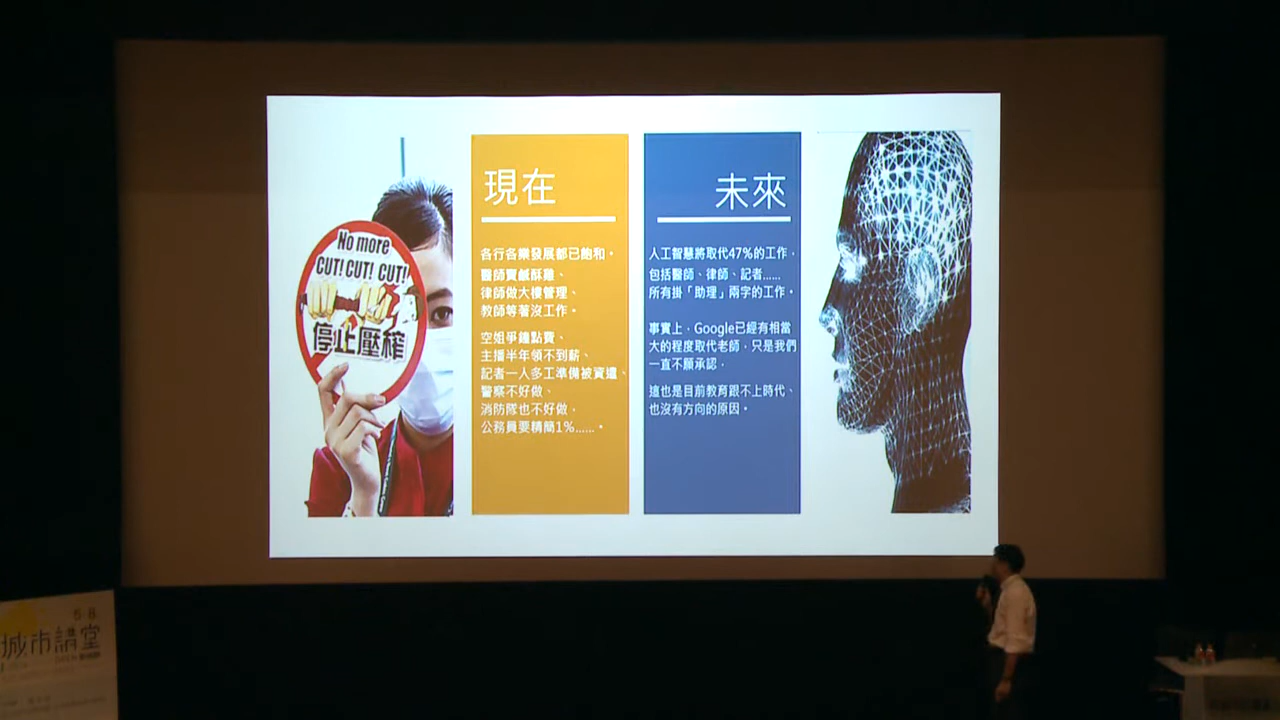 No more
CUT! CUT! CUT!
停止壓榨
現在
各行各業發展都已飽和。
醫師賣鹹酥雞、
律師做大樓管理、
教師等著沒工作。
空姐爭鐘點費、
主播半年領不到薪、
記者一人多工準備被資遣、
警察不好做、
消防隊也不好做，
公務員要精簡1%……。
未來
人工智慧將取代47%的工作，
包括醫師、律師、記者……
所有掛「助理」兩字的工作。
事實上，Google已經有相當
大的程度取代老師，只是我們
一直不願承認，
這也是目前教育跟不上時代、
也沒有方向的原因。
城市講堂